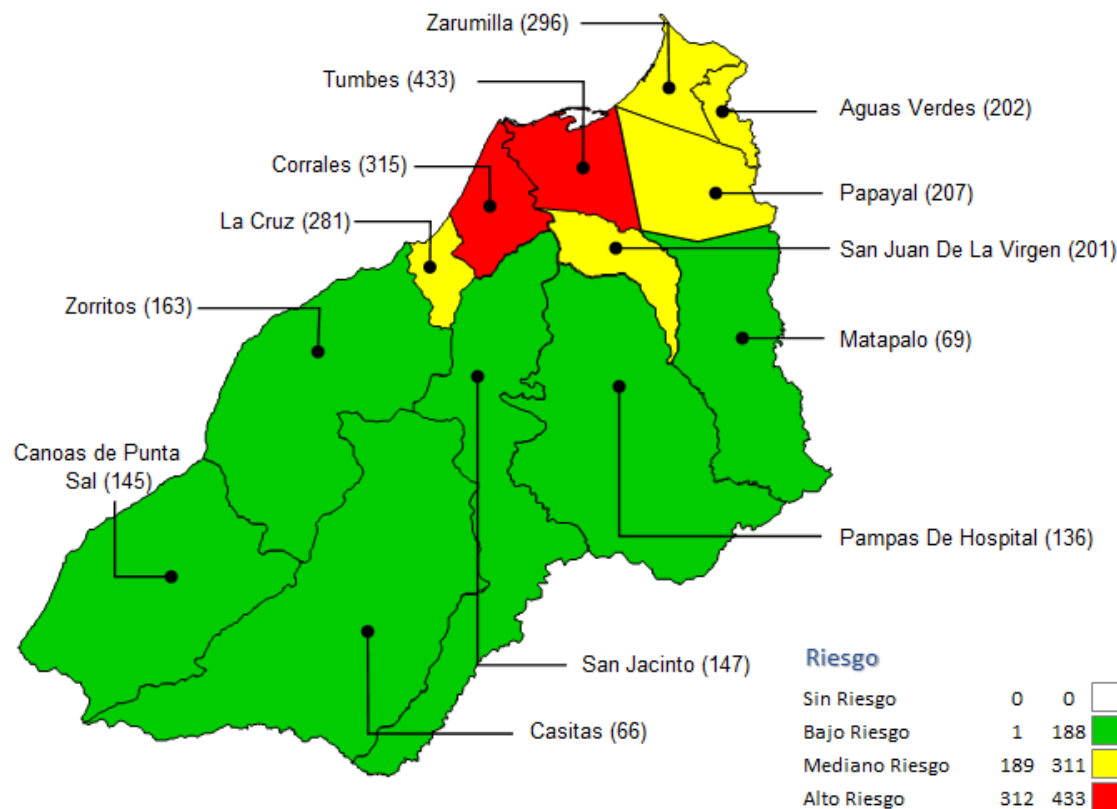 Zarumilla (296)
Tumbes (433)
Aguas Verdes (202)
Corrales (315)
Papayal (207)
La Cruz (281)
San Juan De La Virgen (201)
Zorritos (163)
Matapalo (69)
Canoas de Punta
Sal (145)
Pampas De Hospital (136)
San Jacinto (147)
Casitas (66)
Riesgo
Sin Riesgo 0 0
Bajo Riesgo 1 188
Mediano Riesgo 189 311
Alto Riesgo 312 433